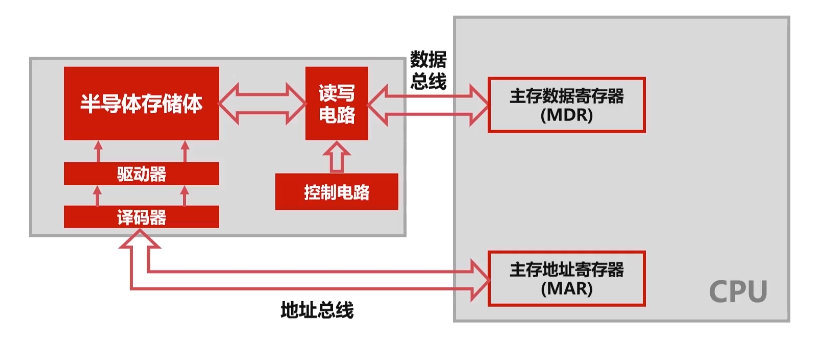 数据
总线
半导体存储体
读写
电路
主存数据寄存器
(MDR)
驱动器
控制电路
译码器
主存地址寄存器
(MAR)
CPU
地址总线